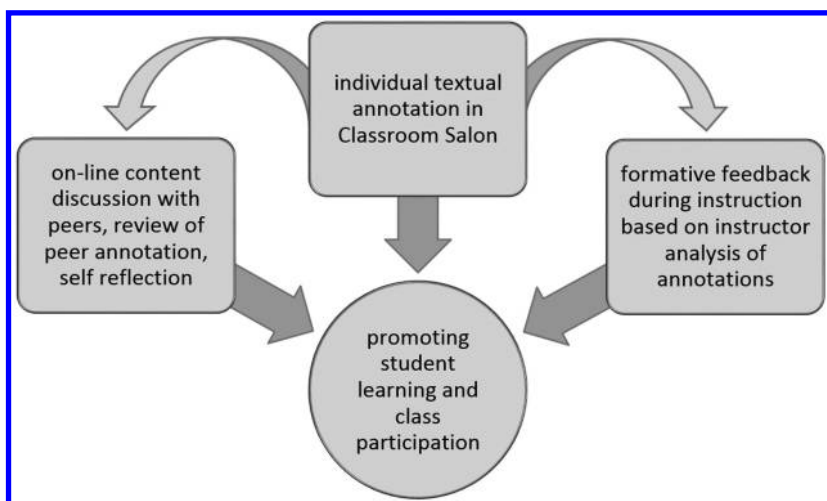 individual textual
annotation in
Classroom Salon
on-line content
discussion with
peers, review of
peer annotation,
self reflection
formative feedback
during instruction
based on instructor
analysis of
annotations
promoting
student
learning and
class
participation